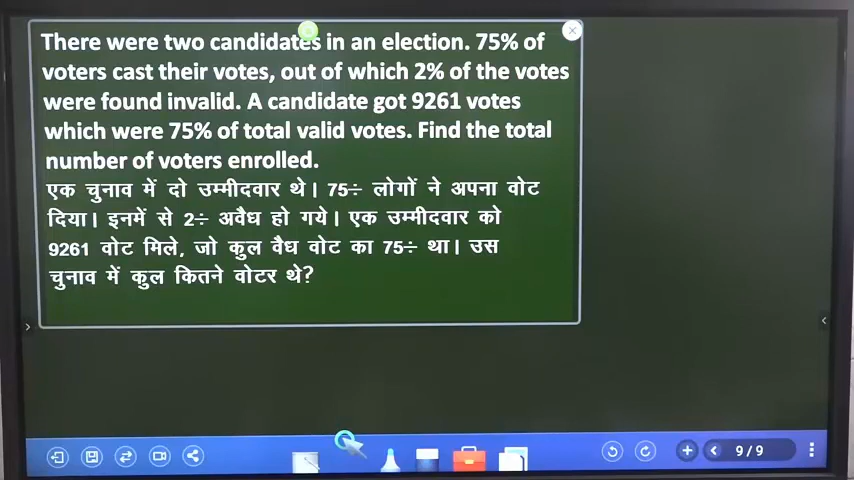 There were two candidates in an election. 75% of
voters cast their votes, out of which 2% of the votes
were found invalid. A candidate got 9261 votes
which were 75% of total valid votes. Find the total
number of voters enrolled.
एक चुनाव में दो उम्मीदवार थे। 75÷ लोगों ने अपना वोट
दिया। इनमें से 2÷ अवैध हो गये। एक उम्मीदवार को
9261 वोट मिले, जो कुल वैध वोट का 75÷ था। उस
चुनाव में कुल कितने वोटर थे?
9/9